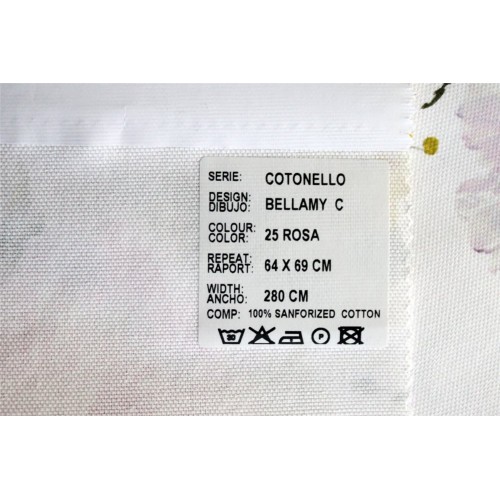 SERIE: COTONELLO
DESIGN:
DIBUJO: BELLAMY C
COLOUR:
COLOR: 25 ROSA
REPEAT
RAPORT: 64 X 69 CM
WIDTH:
ANCHO: 280 CM
COMP: 100% SANFORIZED COTTON
30 P